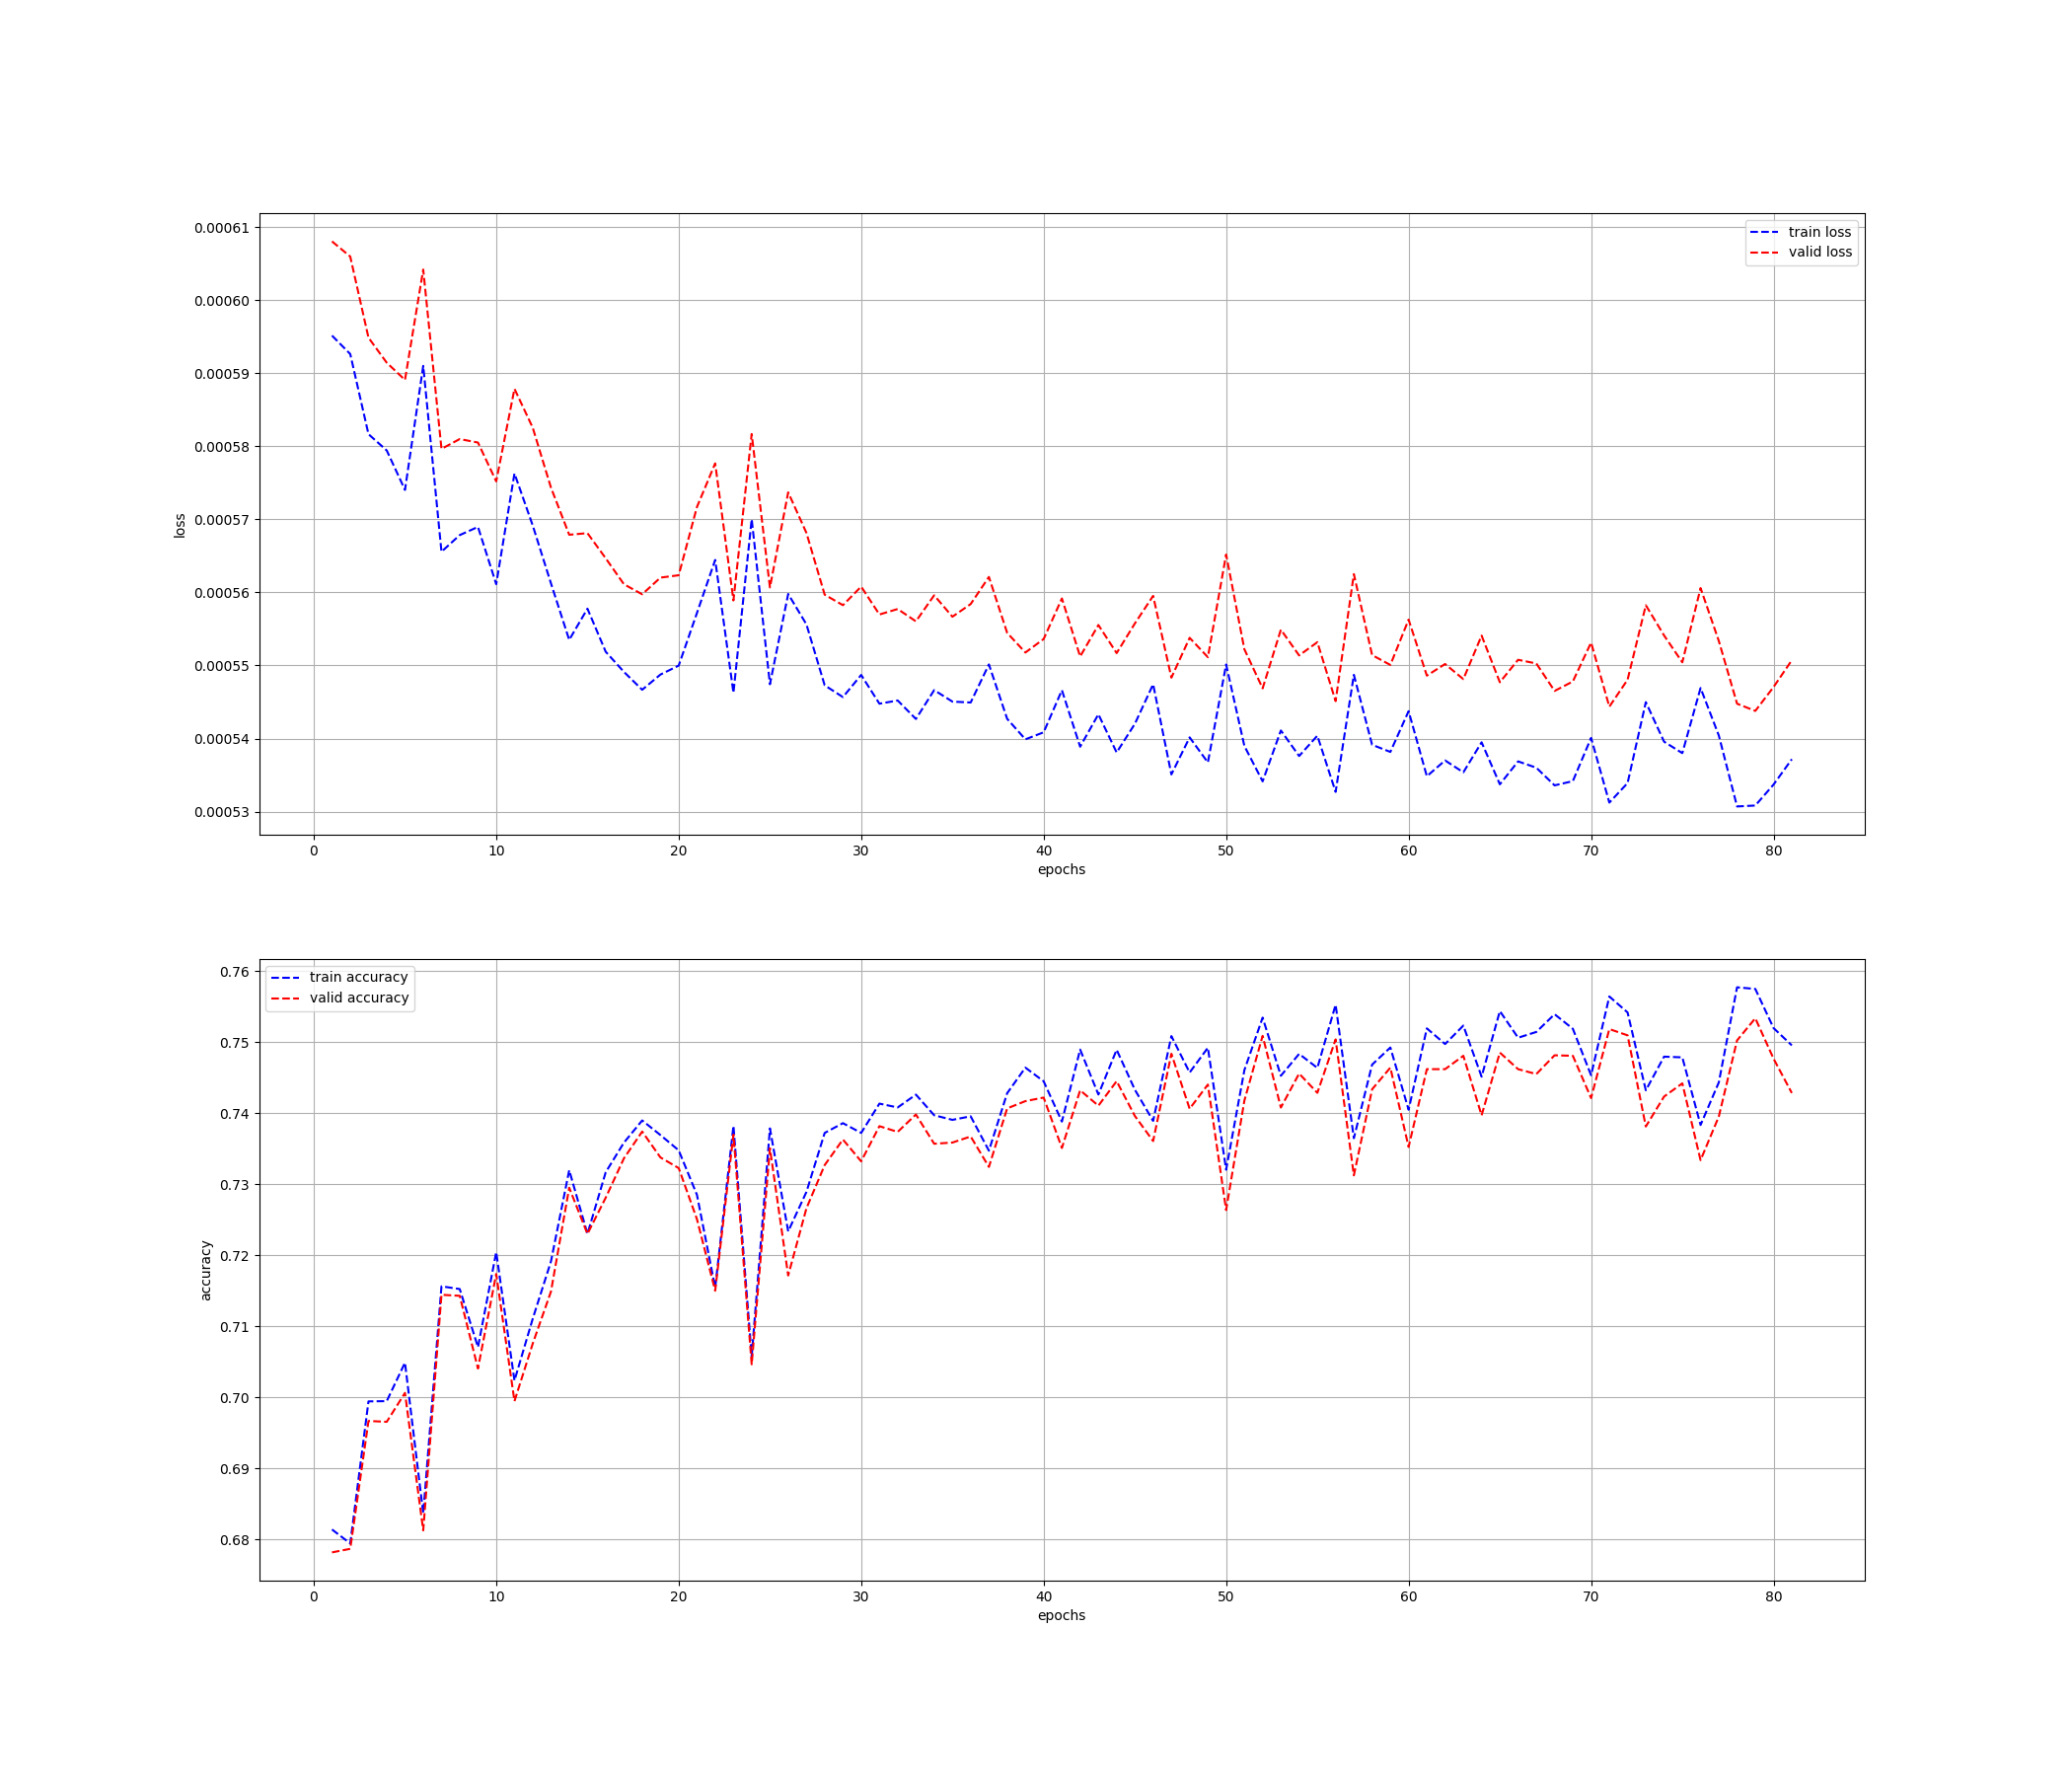 0.00061
0.00060
0.00059
0.00058
0.00057
0.00056
0.00055
0.00054
0.00053
loss
train loss
valid loss
0 10 20 30 40 50 60 70 80
epochs
0.76
0.75
0.74
0.73
0.72
0.71
0.70
0.69
0.68
accuracy
train accuracy
valid accuracy
0 10 20 30 40 50 60 70 80
epochs